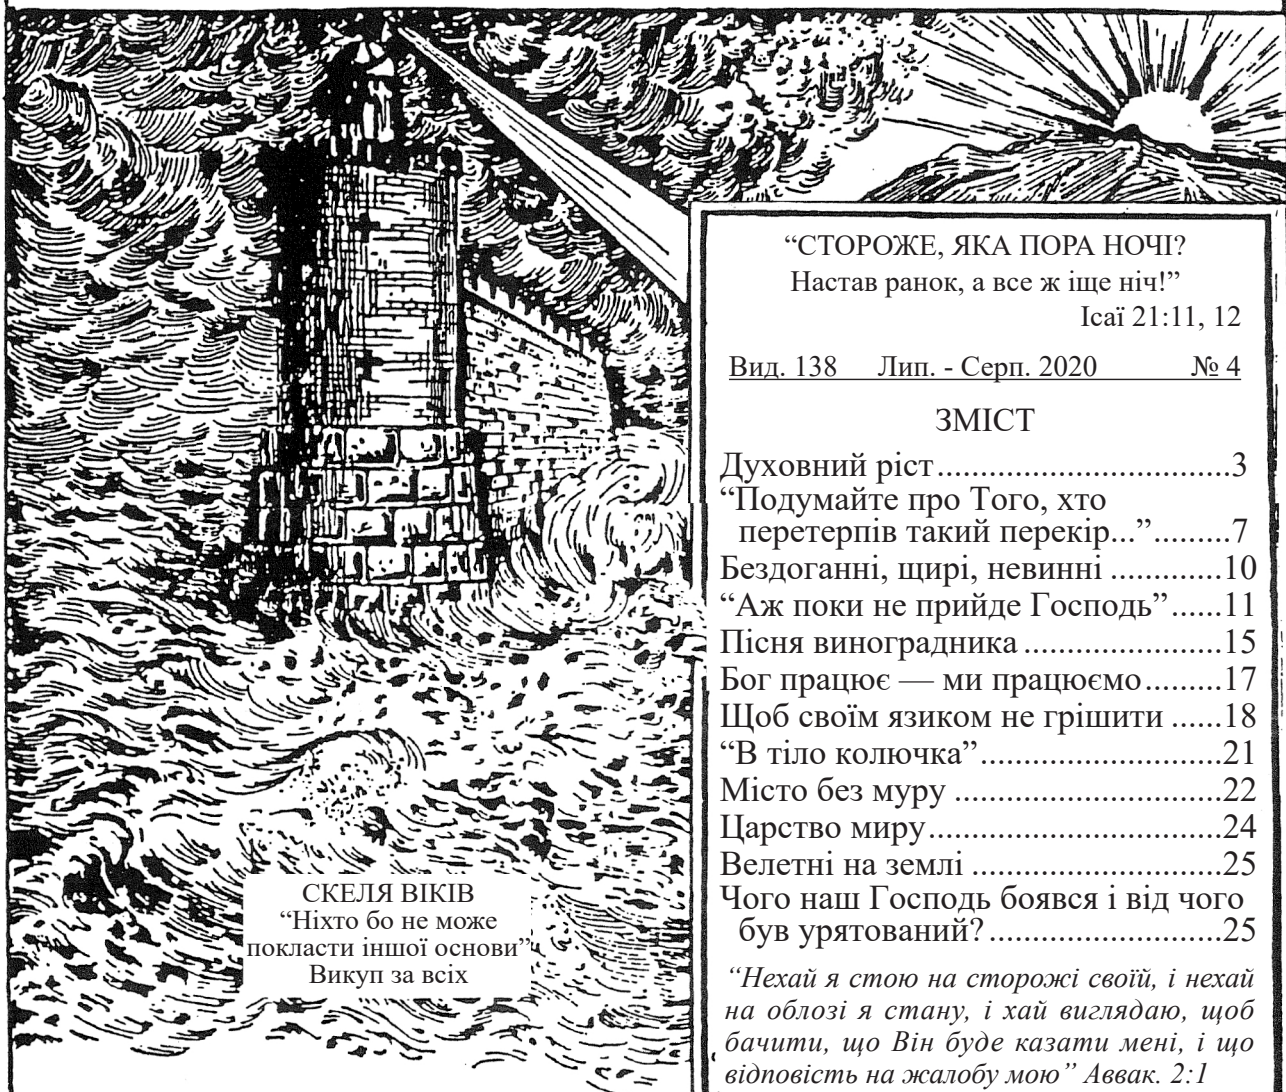 “СТОРОЖЕ, ЯКА ПОРА НОЧІ?
Настав ранок, а все ж іще ніч!”
Ісаї 21:11, 12
Вид. 138 Лип. - Серп. 2020 № 4
ЗМІСТ
Духовний ріст..................................3
“Подумайте про Того, хто
перетерпів такий перекір...”.........7
Бездоганні, щирі, невинні .............10
“Аж поки не прийде Господь”......11
Пісня виноградника .......................15
Бог працює — ми працюємо.........17
Щоб своїм язиком не грішити ......18
“В тіло колючка”............................21
Місто без муру ...............................22
Царство миру..................................24
Велетні на землі .............................25
Чого наш Господь боявся і від чого
був урятований?...........................25
“Нехай я стою на сторожі своїй, і нехай
на облозі я стану, і хай виглядаю, щоб
бачити, що Він буде казати мені, і що
відповість на жалобу мою” Аввак. 2:1
СКЕЛЯ ВІКІВ
“Ніхто бо не може
покласти іншої основи”
Викуп за всіх